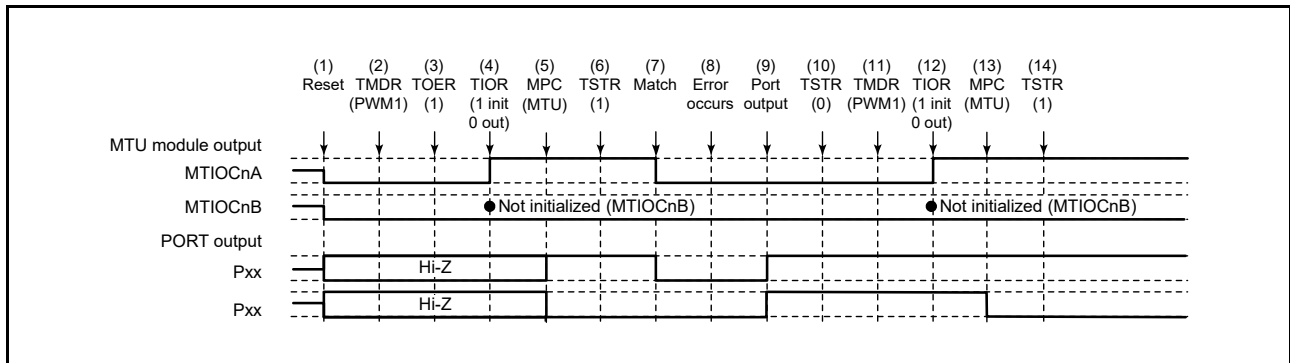 (1) (2) (3) (4) (5) (6) (7) (8) (9) (10) (11) (12) (13) (14)
Reset TMDR TOER TIOR MPC TSTR Match Error Port TSTR TMDR TIOR MPC TSTR
(PWM1) (1) (1 init (MTU) (1) occurs output (0) (PWM1) (1 init (MTU) (1)
0 out) 0 out)
MTU module output
MTIOCnA
MTIOCnB Not initialized (MTIOCnB) Not initialized (MTIOCnB)
PORT output
Pxx Hi-Z
Pxx Hi-Z